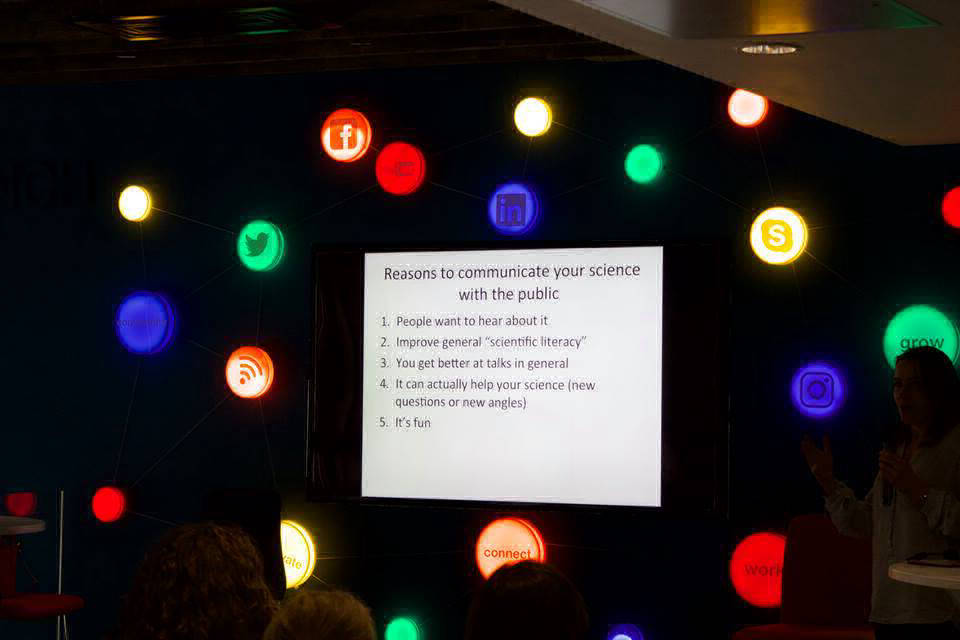 f
in
S
Reasons to communicate your science
with the public
1. People want to hear about it
2. Improve general “scientific literacy”
3. You get better at talks in general
4. It can actually help your science (new
questions or new angles)
5. It’s fun
grow
connect
work